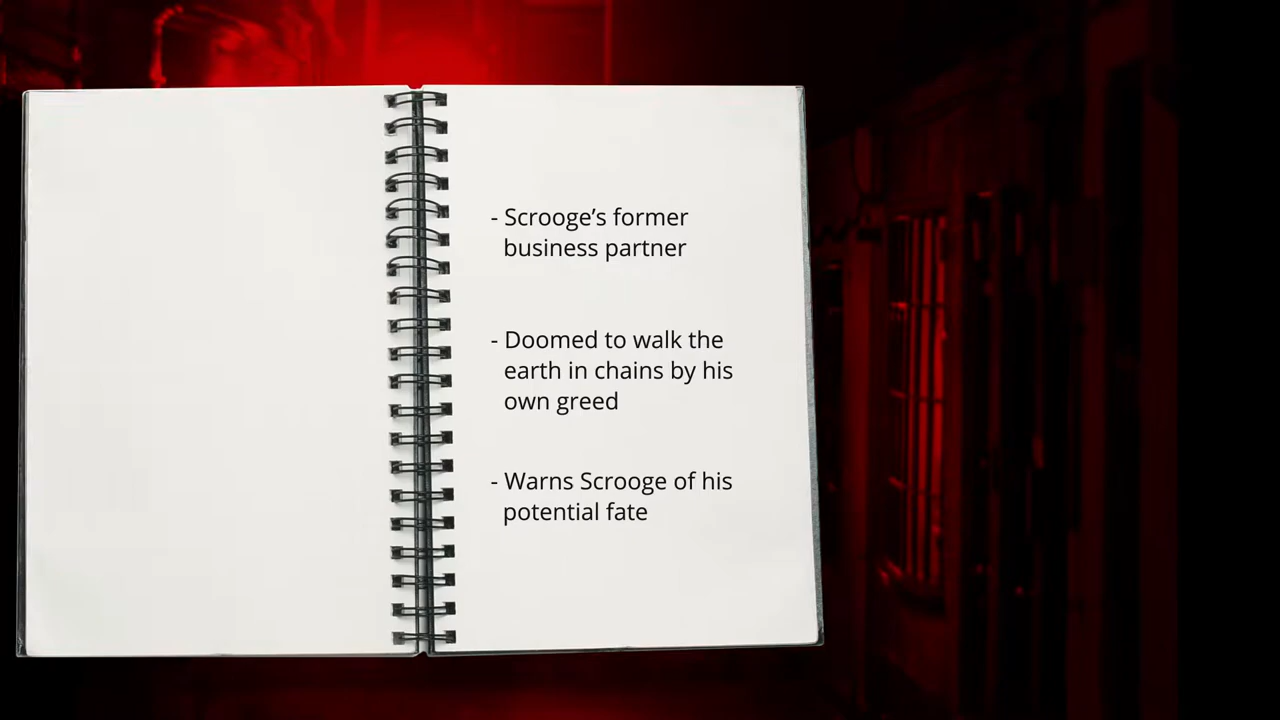 - Scrooge’s former
business partner
- Doomed to walk the
earth in chains by his
own greed
- Warns Scrooge of his
potential fate